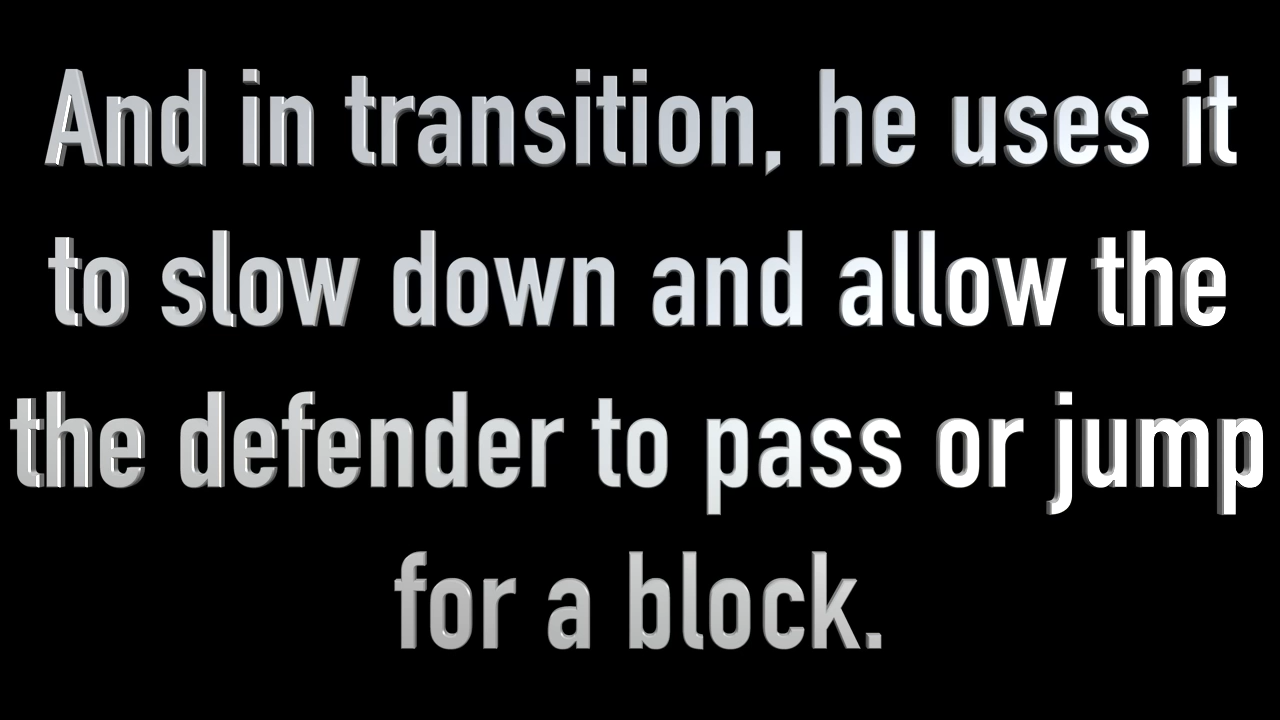 And in transition, he uses it
to slow down and allow the
the defender to pass or jump
for a block.